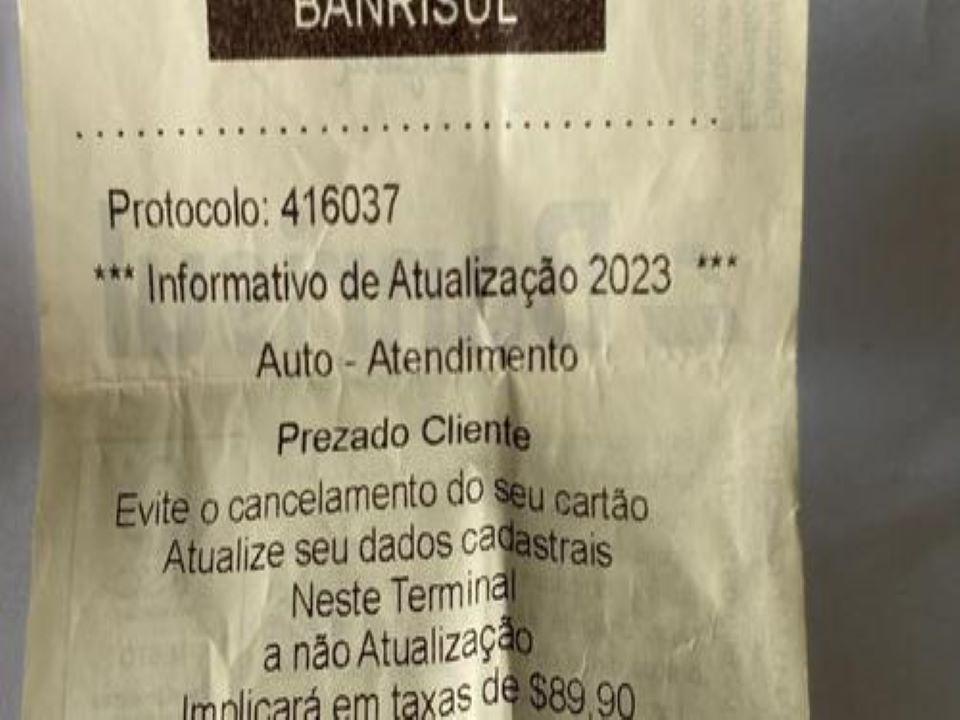 BANRISUL
Protocolo: 416037
*** Informativo de Atualização 2023 ***
Auto - Atendimento
Prezado Cliente
Evite o cancelamento do seu cartão
Atualize seu dados cadastrais
Neste Terminal
a não Atualização
Implicará em taxas de $89,90